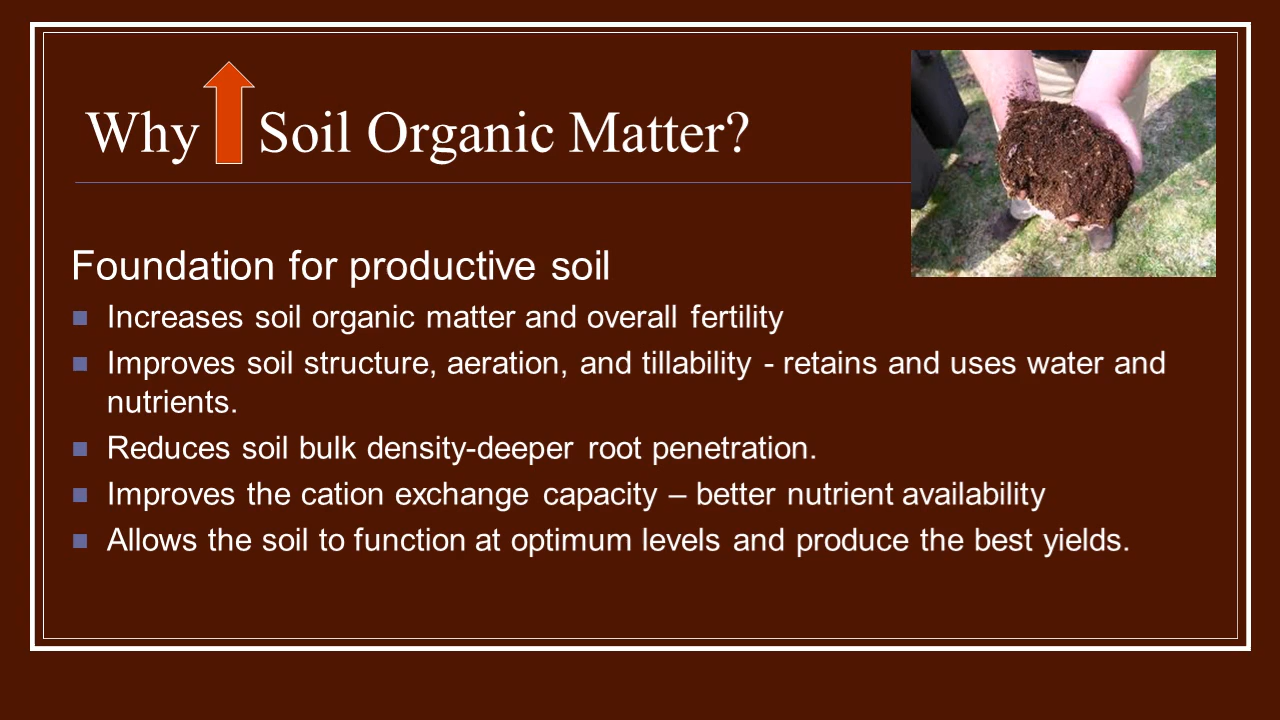 Why Soil Organic Matter?
Foundation for productive soil
Increases soil organic matter and overall fertility
Improves soil structure, aeration, and tillability - retains and uses water and
nutrients.
Reduces soil bulk density-deeper root penetration.
Improves the cation exchange capacity – better nutrient availability
Allows the soil to function at optimum levels and produce the best yields.